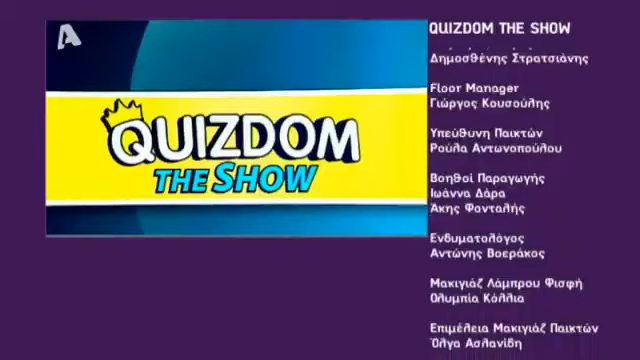 A
QUIZDOM
THE SHOW
QUIZDOM THE SHOW
Δημοσθένης Στρατσιάνης
Floor Manager
Γιώργος Κουσούλης
Υπεύθυνη Παικτών
Ρούλα Αντωνοπούλου
Βοηθοί Παραγωγής
Ιωάννα Δάρα
Άκης Φονταλής
Ενδυματολόγος
Αντώνης Βοεράκος
Μακιγιάζ Λάμπρου Φισφή
Ολυμπία Κόλλια
Επιμέλεια Μακιγιάζ Παικτών
Όλγα Ασλανίδη